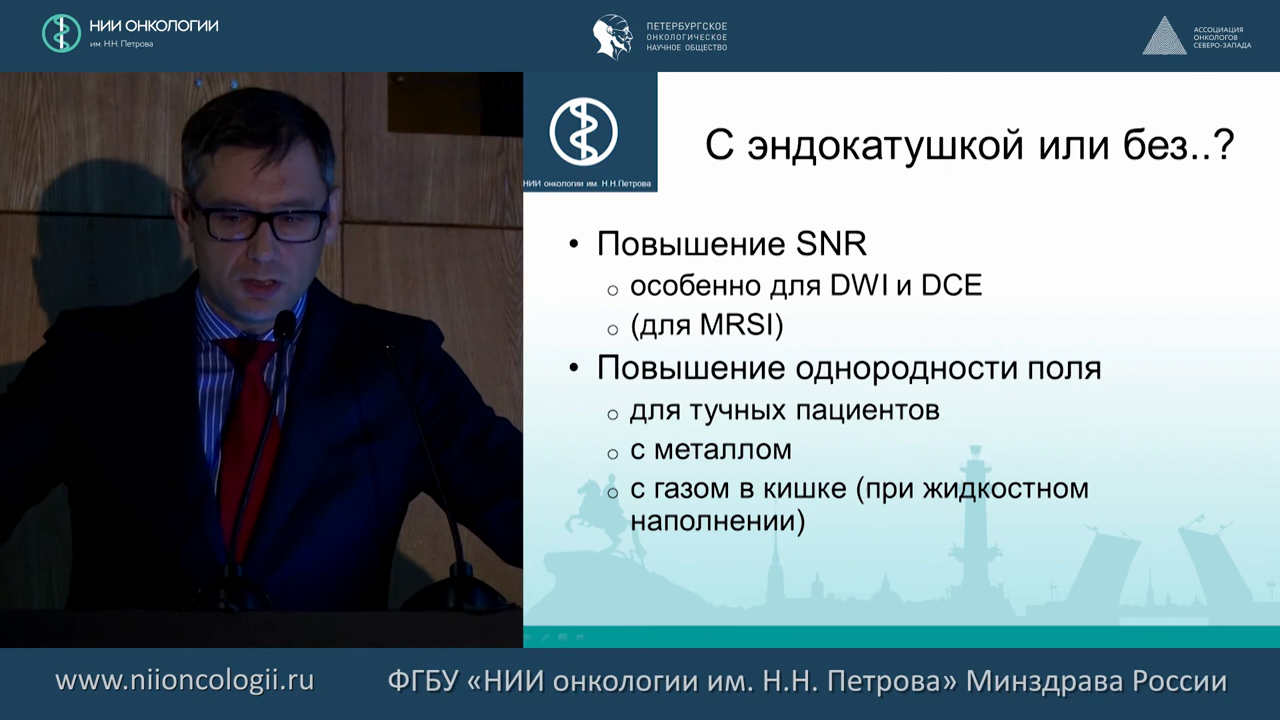 НИИ ОНКОЛОГИИ
им. Н.Н. Петрова
ПЕТЕРБУРГСКОЕ
ОНКОЛОГИЧЕСКОЕ
НАУЧНОЕ ОБЩЕСТВО
АССОЦИАЦИЯ
ОНКОЛОГОВ
СЕВЕРО-ЗАПАДА
НИИ онкологии им. Н.Н.Петрова
С эндокатушкой или без..?
• Повышение SNR
o особенно для DWI и DCE
o (для MRSI)
• Повышение однородности поля
o для тучных пациентов
o с металлом
o с газом в кишке (при жидкостном
наполнении)
www.niioncologii.ru
ФГБУ «НИИ онкологии им. Н.Н. Петрова» Минздрава России